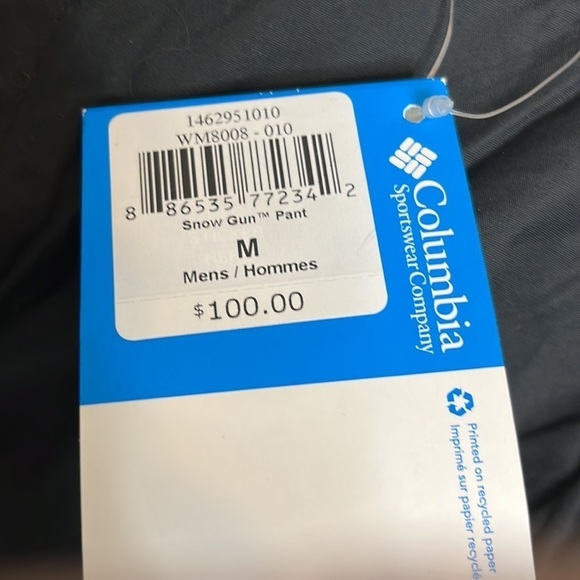 1462951010
WM8008 - 010
8 86535 77234 2
Snow Gun™ Pant
M
Mens / Hommes
$100.00
Columbia
Sportswear Company
Printed on recycled paper
Imprimé sur papier recyclé